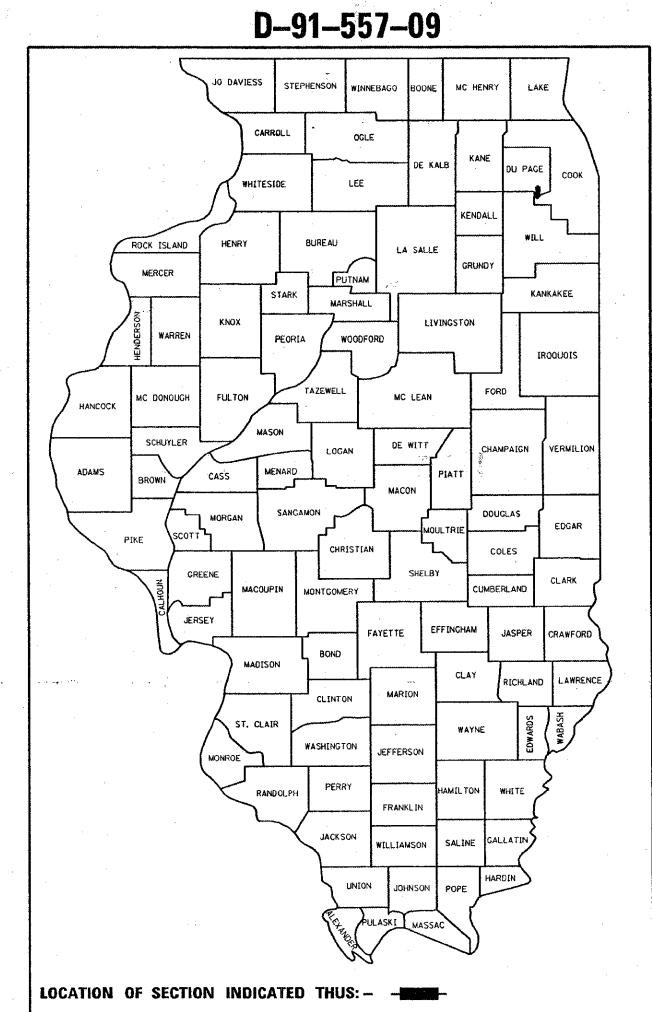 D-91-557-09
JO DAVIESS
STEPHENSON
WINNEBAGO
BOONE
MC HENRY
LAKE
CARROLL
OGLE
DE KALB
KANE
DU PAGE
COOK
WHITESIDE
LEE
KENDALL
WILL
ROCK ISLAND
HENRY
BUREAU
LA SALLE
GRUNDY
MERCER
PUTNAM
STARK
MARSHALL
KANKAKEE
HENDERSON
WARREN
KNOX
PEORIA
WOODFORD
LIVINGSTON
IROQUOIS
HANCOCK
MC DONOUGH
FULTON
TAZEWELL
MC LEAN
FORD
SCHUYLER
MASON
LOGAN
DE WITT
CHAMPAIGN
VERMILION
ADAMS
BROWN
CASS
MENARD
PIATT
MACON
PIKE
SCOTT
MORGAN
SANGAMON
MOULTRIE
DOUGLAS
EDGAR
CHRISTIAN
COLES
CALHOUN
GREENE
MACOUPIN
MONTGOMERY
SHELBY
CUMBERLAND
CLARK
JERSEY
FAYETTE
EFFINGHAM
JASPER
CRAWFORD
MADISON
BOND
CLAY
RICHLAND
LAWRENCE
CLINTON
MARION
ST. CLAIR
WAYNE
EDWARDS
WABASH
MONROE
WASHINGTON
JEFFERSON
RANDOLPH
PERRY
HAMILTON
WHITE
FRANKLIN
JACKSON
WILLIAMSON
SALINE
GALLATIN
UNION
JOHNSON
POPE
HARDIN
ALEXANDER
PULASKI
MASSAC
LOCATION OF SECTION INDICATED THUS:-